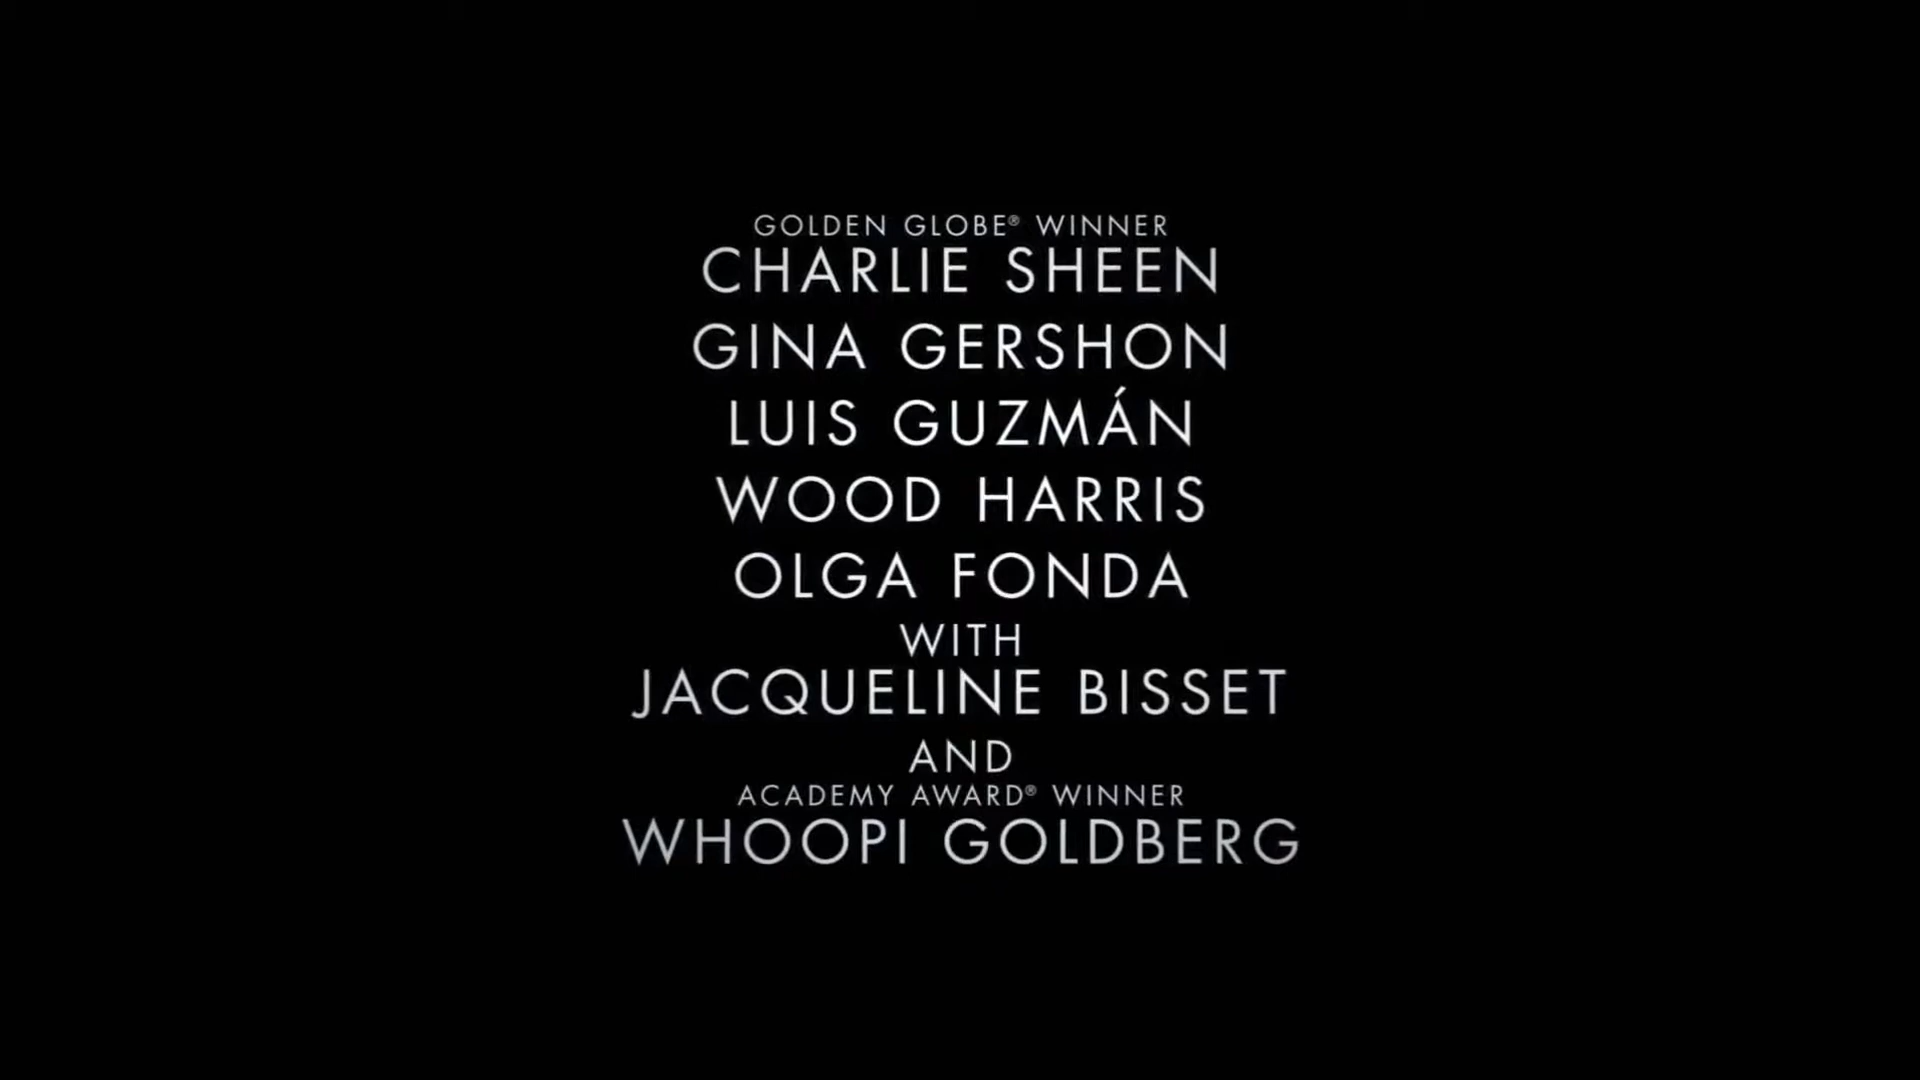 GOLDEN GLOBE® WINNER
CHARLIE SHEEN
GINA GERSHON
LUIS GUZMÁN
WOOD HARRIS
OLGA FONDA
WITH
JACQUELINE BISSET
AND
ACADEMY AWARD® WINNER
WHOOPI GOLDBERG